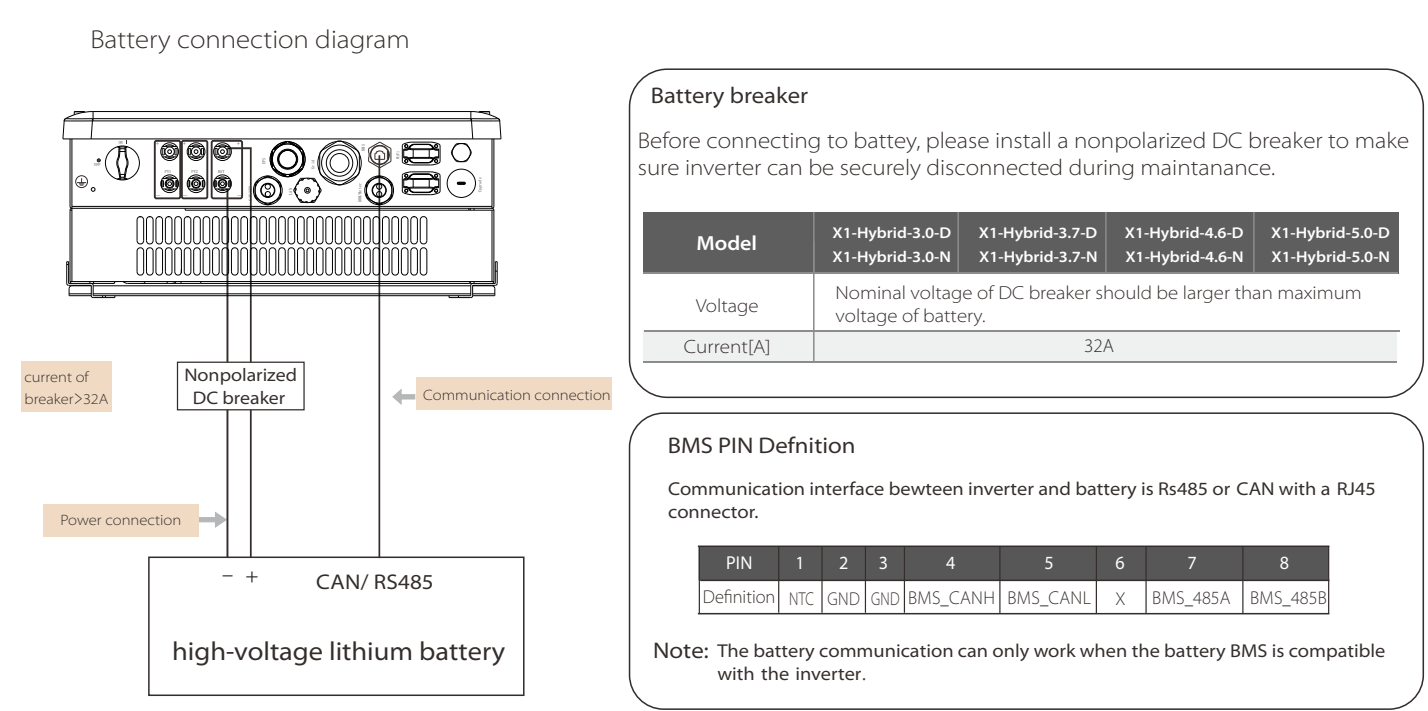 Battery connection diagram
current of
breaker>32A
Nonpolarized
DC breaker
Communication connection
Power connection
− +
CAN/ RS485
high-voltage lithium battery
Battery breaker
Before connecting to battey, please install a nonpolarized DC breaker to make
sure inverter can be securely disconnected during maintanance.
Model X1-Hybrid-3.0-D X1-Hybrid-3.7-D X1-Hybrid-4.6-D X1-Hybrid-5.0-D
X1-Hybrid-3.0-N X1-Hybrid-3.7-N X1-Hybrid-4.6-N X1-Hybrid-5.0-N
Voltage Nominal voltage of DC breaker should be larger than maximum
voltage of battery.
Current[A] 32A
BMS PIN Defnition
Communication interface bewteen inverter and battery is Rs485 or CAN with a RJ45
connector.
PIN 1 2 3 4 5 6 7 8
Definition NTC GND GND BMS_CANH BMS_CANL X BMS_485A BMS_485B
Note: The battery communication can only work when the battery BMS is compatible
with the inverter.